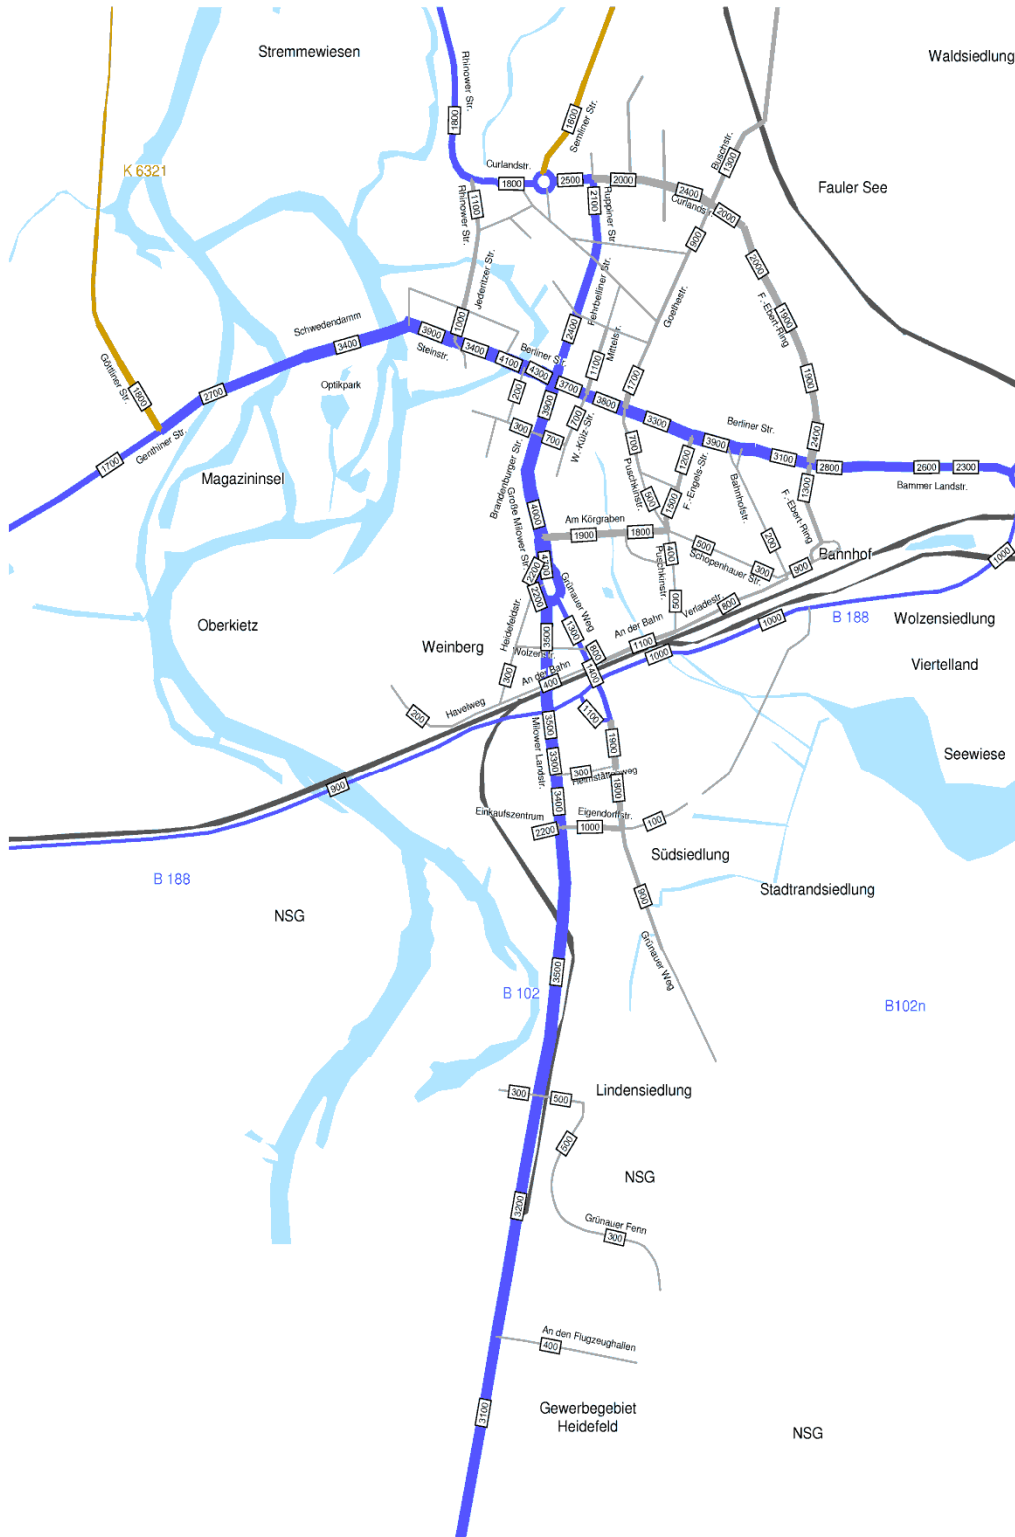 Stremmewiesen
Waldsiedlung
Rhinower Str.
1800
1600
Semliner Str.
Buschstr.
1300
K 6321
Curlandstr.
1800
2500
2000
2400
Curlandstr.
2000
Fauler See
1100
Rhinower Str.
2100
Ruppiner Str.
900
2000
Jederitzer Str.
Fehrbelliner Str.
Goethestr.
F.-Ebert-Ring
1900
Schwedendamm
3400
3900
1000
Steinstr.
3400
4100
Berliner Str.
4300
2400
1100
Mittelstr.
3700
3800
1700
3300
Berliner Str.
3900
3100
2800
2600
2300
Bammer Landstr.
2400
1300
F.-Ebert-Ring
Göttliner Str.
1800
2700
Optikpark
200
3900
700
W.-Külz-Str.
300
700
700
Puschkinstr.
500
1200
F.-Engels-Str.
1500
Bahnhofstr.
200
1700
Genthiner Str.
Magazininsel
Brandenburger Str.
Große Milower Str.
4000
Am Körgraben
1900
1800
500
Schopenhauer Str.
300
900
Bahnhof
1000
400
Puschkinstr.
500
Verladestr.
800
2200
2200
Grünauer Weg
1300
Oberkietz
Weinberg
Heidefeldstr.
3500
Wolzenstr.
800
An der Bahn
1100
1000
1000
B 188
Wolzensiedlung
Viertelland
300
An der Bahn
400
1400
Havelweg
200
1100
3500
Milower Landstr.
1900
Seewiese
900
3300
300
Heimstättenweg
1800
3400
Einkaufszentrum
2200
1000
Eigendorffstr.
100
Südsiedlung
B 188
NSG
900
Stadtrandsiedlung
Grünauer Weg
3500
B 102
B102n
Lindensiedlung
300
500
500
NSG
3200
Grünauer Fenn
300
An den Flugzeughallen
400
3100
Gewerbegebiet
Heidefeld
NSG